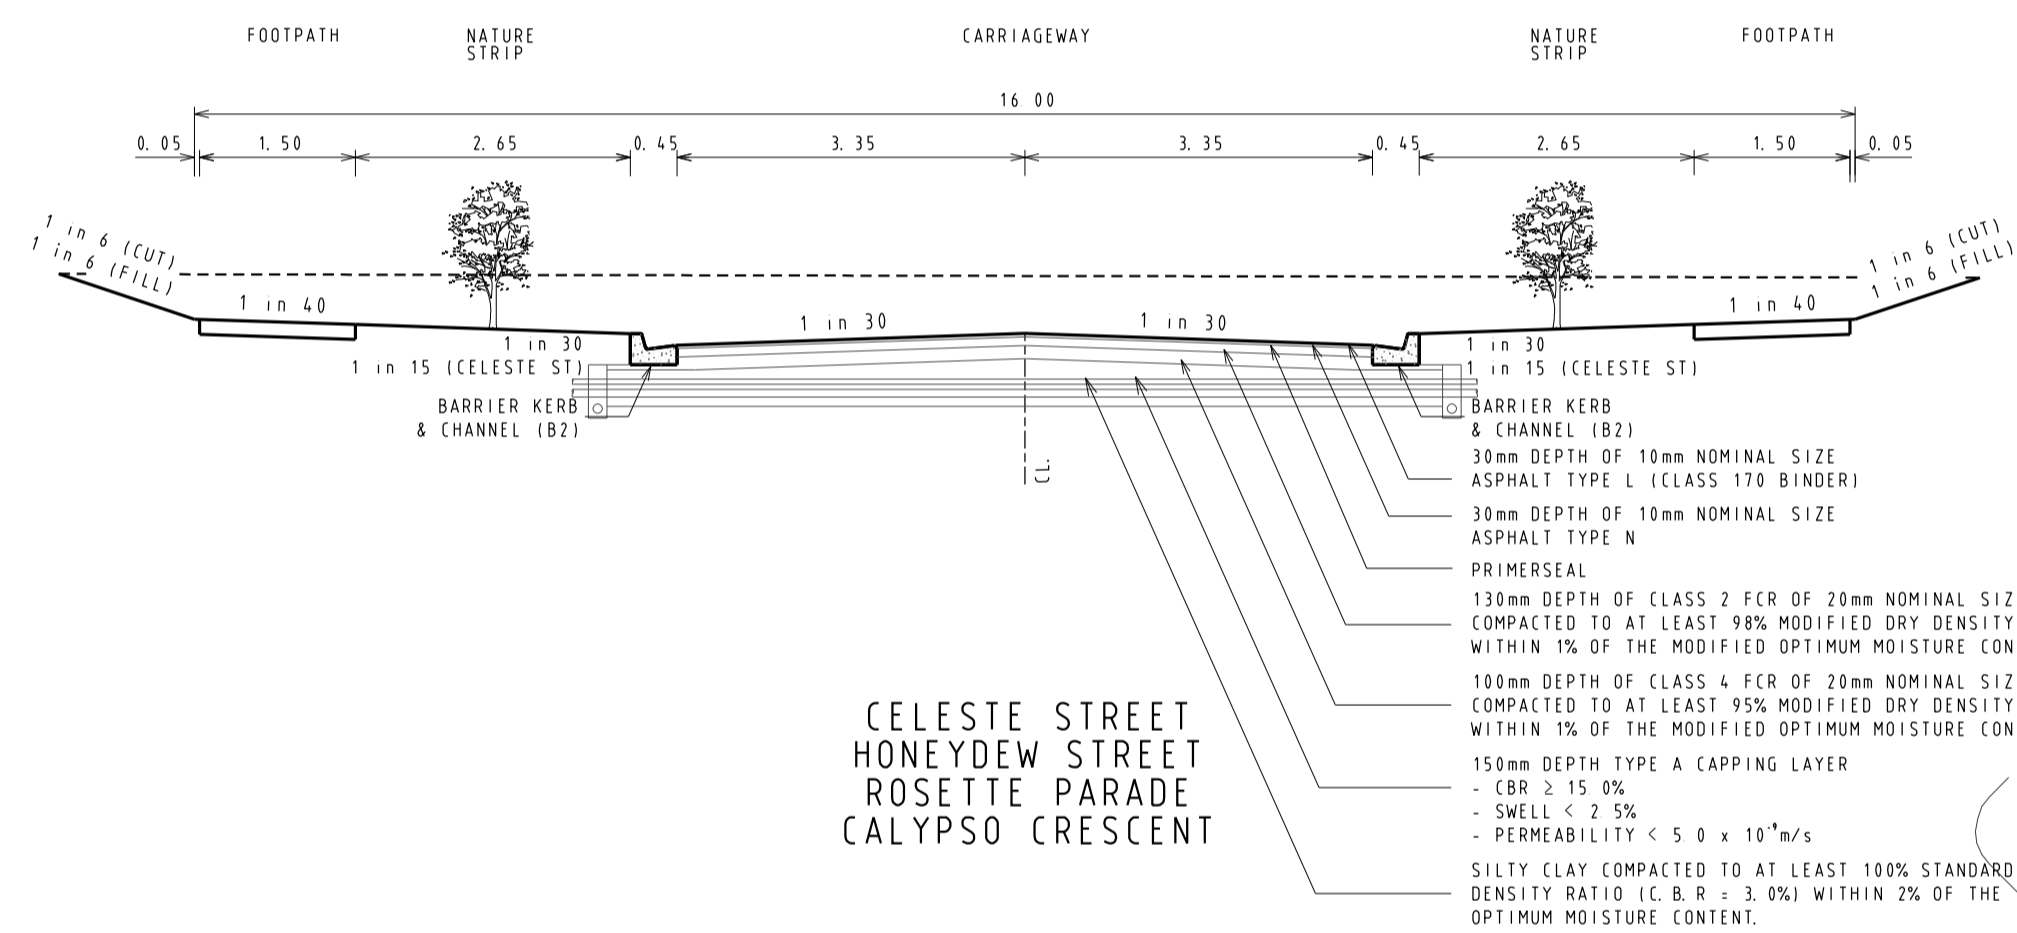 FOOTPATH
NATURE
STRIP
CARRIAGEWAY
NATURE
STRIP
FOOTPATH
16.00
0.05 1.50 2.65 0.45 3.35 3.35 0.45 2.65 1.50 0.05
1 in 6 (CUT)
1 in 6 (FILL)
1 in 6 (CUT)
1 in 6 (FILL)
1 in 40
1 in 30
1 in 30
1 in 40
1 in 30
1 in 15 (CELESTE ST)
1 in 30
1 in 15 (CELESTE ST)
BARRIER KERB
& CHANNEL (B2)
BARRIER KERB
& CHANNEL (B2)
CL.
30mm DEPTH OF 10mm NOMINAL SIZE
ASPHALT TYPE L (CLASS 170 BINDER)
30mm DEPTH OF 10mm NOMINAL SIZE
ASPHALT TYPE N
PRIMERSEAL
130mm DEPTH OF CLASS 2 FCR OF 20mm NOMINAL SIZ
COMPACTED TO AT LEAST 98% MODIFIED DRY DENSITY
WITHIN 1% OF THE MODIFIED OPTIMUM MOISTURE CON
100mm DEPTH OF CLASS 4 FCR OF 20mm NOMINAL SIZ
COMPACTED TO AT LEAST 95% MODIFIED DRY DENSITY
WITHIN 1% OF THE MODIFIED OPTIMUM MOISTURE CON
150mm DEPTH TYPE A CAPPING LAYER
- CBR ≥ 15.0%
- SWELL < 2.5%
- PERMEABILITY < 5.0 x 10⁻⁹m/s
SILTY CLAY COMPACTED TO AT LEAST 100% STANDARD
DENSITY RATIO (C.B.R = 3.0%) WITHIN 2% OF THE
OPTIMUM MOISTURE CONTENT.
CELESTE STREET
HONEYDEW STREET
ROSETTE PARADE
CALYPSO CRESCENT